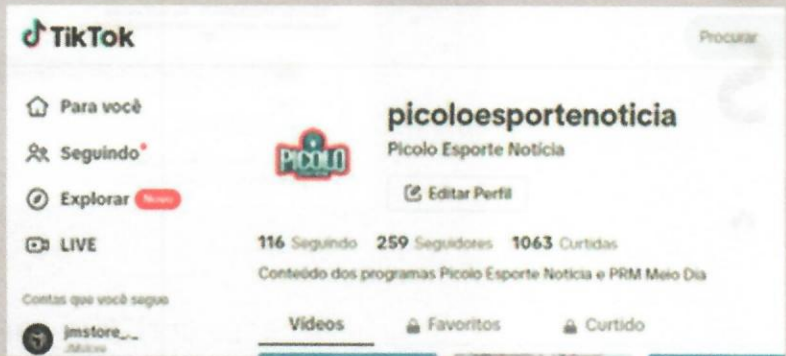 TikTok
Procurar
Para você
Seguindo
Explorar Novo
LIVE
Contas que você segue
jmstore_._
PICOLO
picoloesportenoticia
Picolo Esporte Notícia
Editar Perfil
116 Seguindo 259 Seguidores 1063 Curtidas
Conteúdo dos programas Picolo Esporte Notícia e PRM Meio Dia
Vídeos Favoritos Curtido